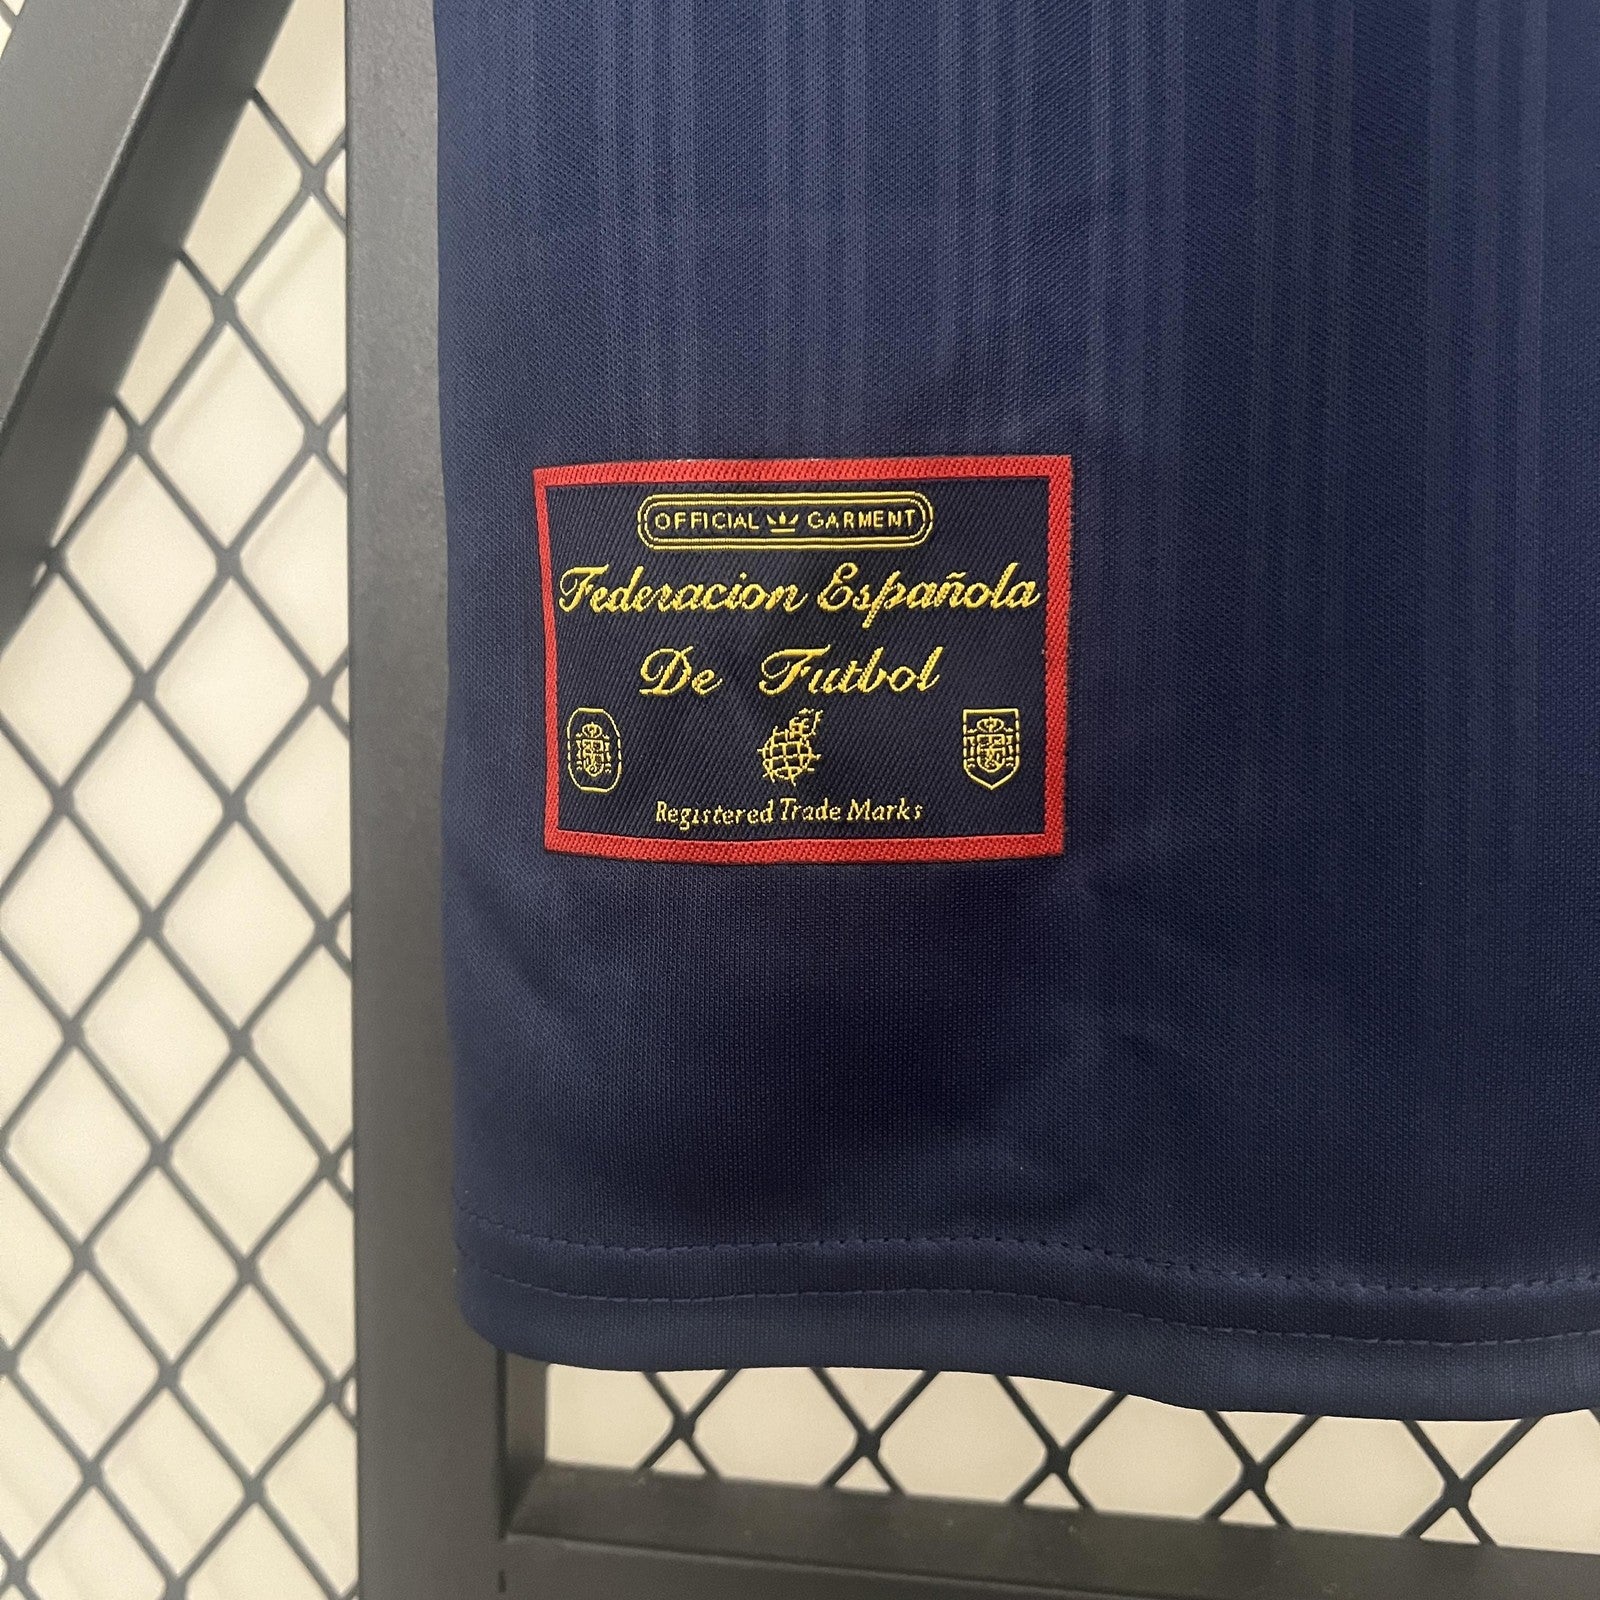 OFFICIAL GARMENT
Federacion Española
De Futbol
Registered Trade Marks